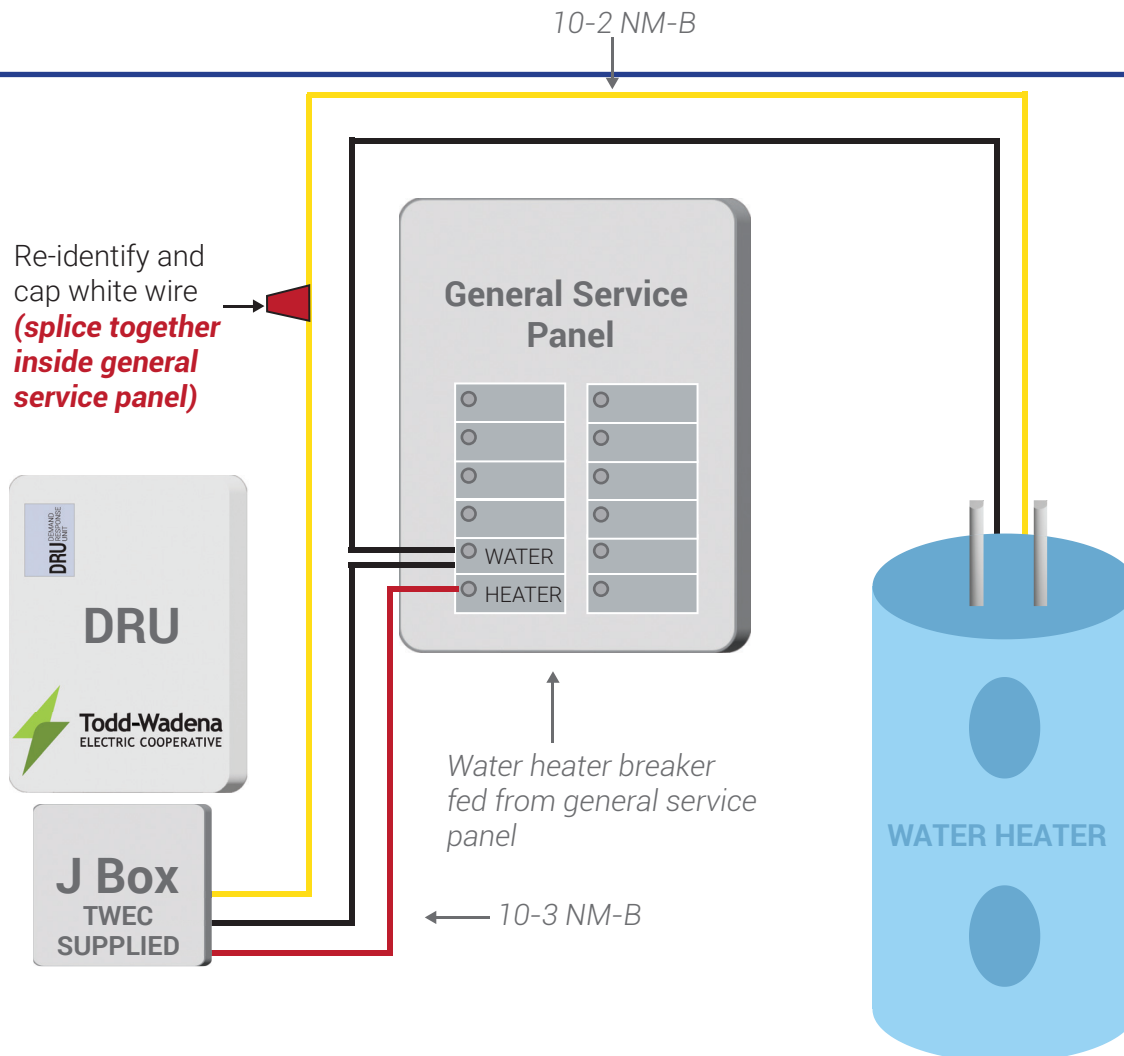 10-2 NM-B
Re-identify and
cap white wire
(splice together
inside general
service panel)
General Service
Panel
WATER
HEATER
DRU
DEMAND
RESPONSE
UNIT
DRU
Todd-Wadena
ELECTRIC COOPERATIVE
Water heater breaker
fed from general service
panel
WATER HEATER
J Box
TWEC
SUPPLIED
10-3 NM-B